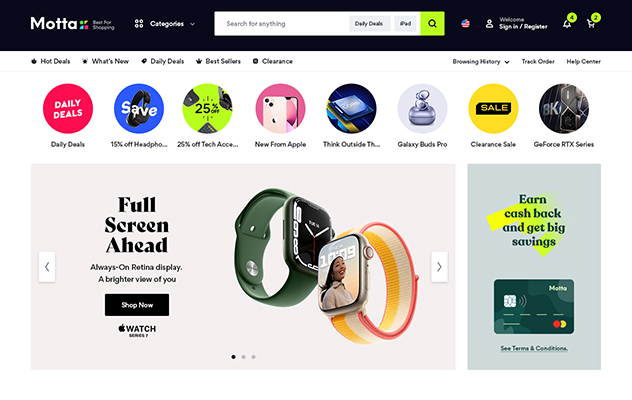 Motta
Best For
Shopping
Categories
Search for anything
Daily Deals
iPad
Welcome
Sign in / Register
4
2
Hot Deals
What's New
Daily Deals
Best Sellers
Clearance
Browsing History
Track Order
Help Center
DAILY
DEALS
Save
25%
OFF
SALE
8K
Daily Deals
15% off Headpho...
25% off Tech Acce...
New From Apple
Think Outside Th...
Galaxy Buds Pro
Clearance Sale
GeForce RTX Series
Full
Screen
Ahead
Always-On Retina display.
A brighter view of you
Shop Now
WATCH
SERIES 7
Earn
cash back
and get big
savings
Motta
See Terms & Conditions.